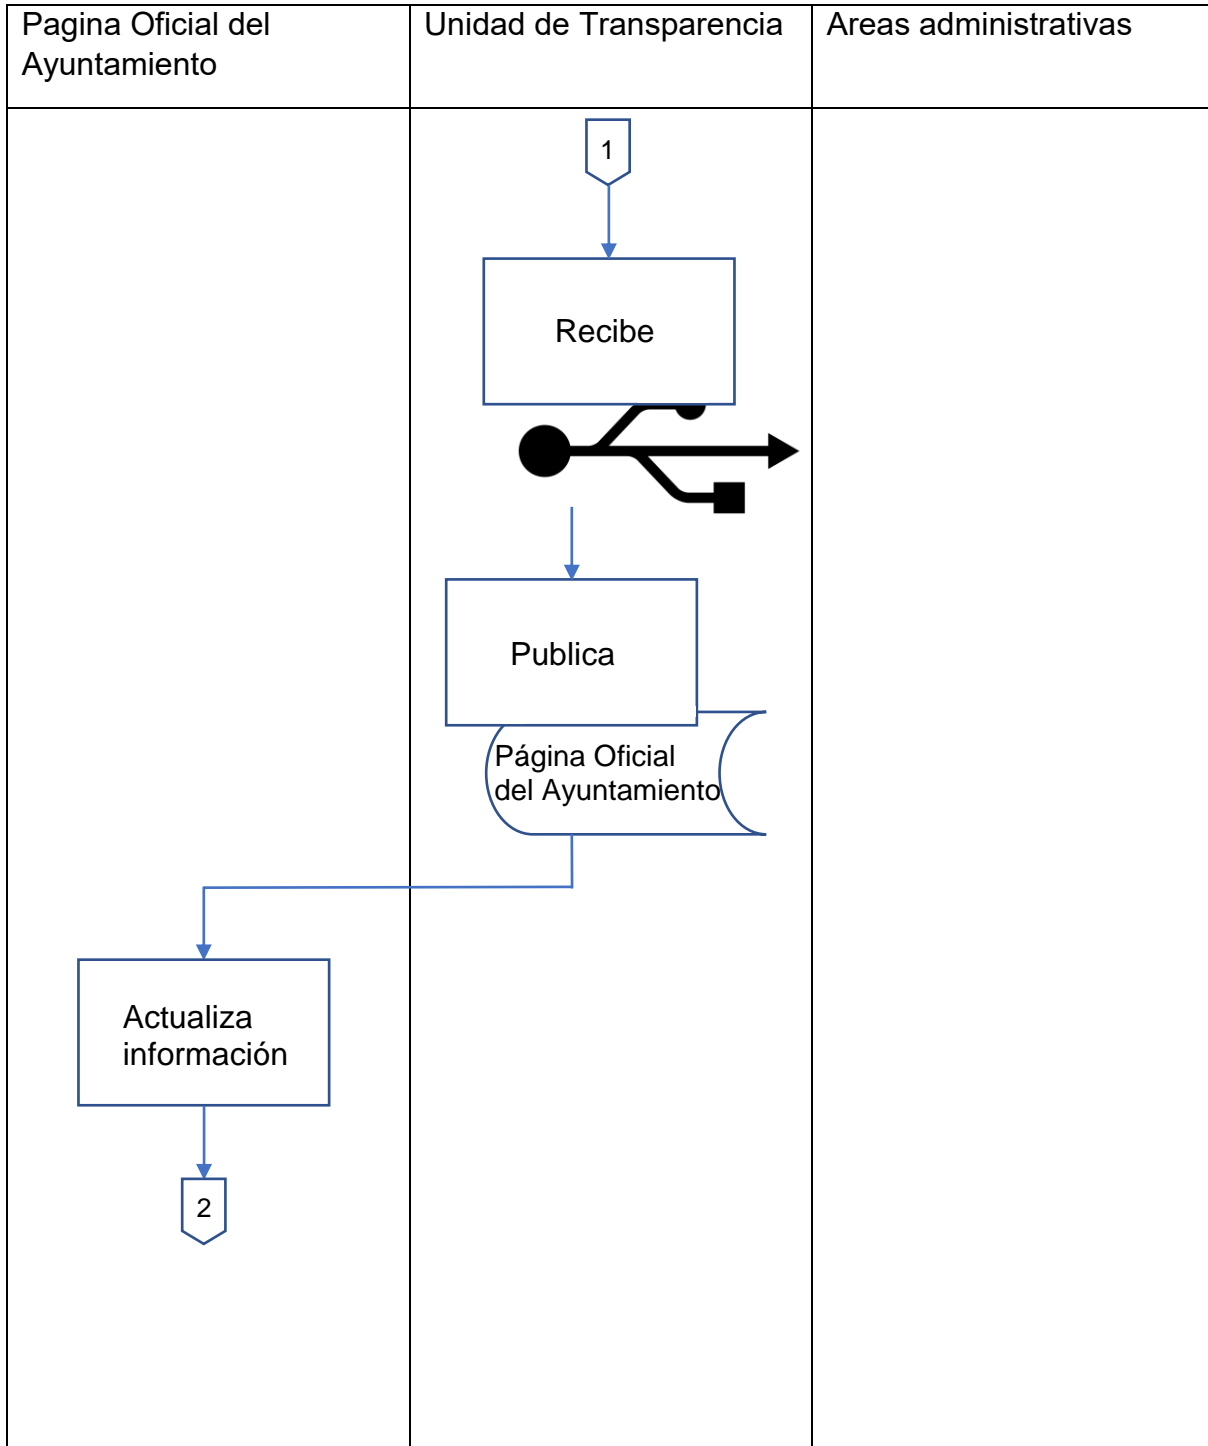 Pagina Oficial del
Ayuntamiento
Unidad de Transparencia
Areas administrativas
1
Recibe
Publica
Página Oficial
del Ayuntamiento
Actualiza
información
2